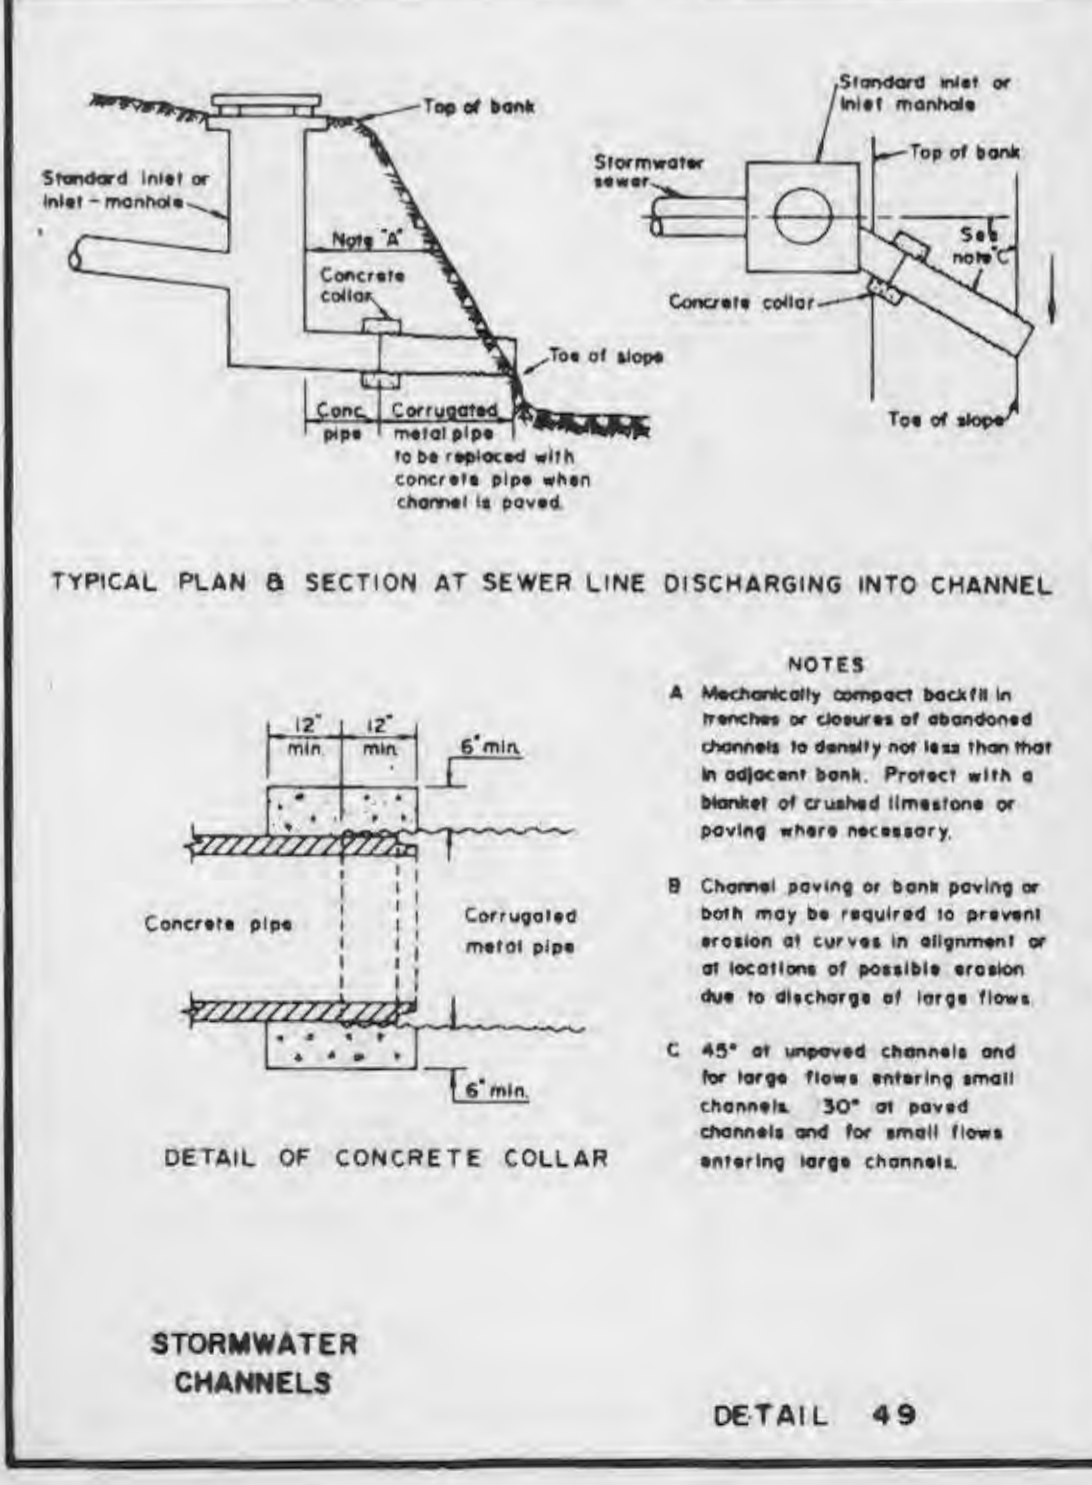 Top of bank
Standard inlet or
inlet-manhole
Note "A"
Concrete
collar
Toe of slope
Conc.
pipe
Corrugated
metal pipe
to be replaced with
concrete pipe when
channel is paved.
Standard inlet or
inlet manhole
Stormwater
sewer
Top of bank
See
note "C"
Concrete collar
Toe of slope
TYPICAL PLAN & SECTION AT SEWER LINE DISCHARGING INTO CHANNEL
12" 12"
min. min.
6" min.
Concrete pipe
Corrugated
metal pipe
6" min.
DETAIL OF CONCRETE COLLAR
NOTES
A Mechanically compact backfill in
trenches or closures of abandoned
channels to density not less than that
in adjacent bank. Protect with a
blanket of crushed limestone or
paving where necessary.
B Channel paving or bank paving or
both may be required to prevent
erosion at curves in alignment or
at locations of possible erosion
due to discharge of large flows.
C 45° at unpaved channels and
for large flows entering small
channels. 30° at paved
channels and for small flows
entering large channels.
STORMWATER
CHANNELS
DETAIL 49